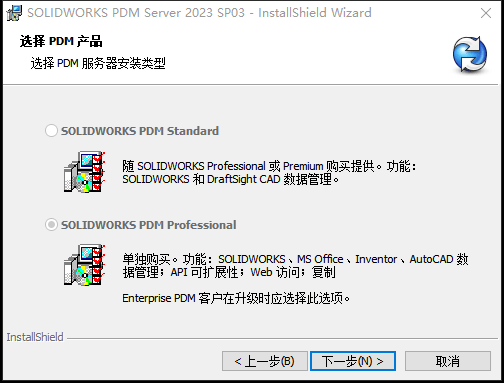 SOLIDWORKS PDM Server 2023 SP03 - InstallShield Wizard
选择 PDM 产品
选择 PDM 服务器安装类型
SOLIDWORKS PDM Standard
随 SOLIDWORKS Professional 或 Premium 购买提供。功能：
SOLIDWORKS 和 DraftSight CAD 数据管理。
SOLIDWORKS PDM Professional
单独购买。功能：SOLIDWORKS、MS Office、Inventor、AutoCAD 数
据管理；API 可扩展性；Web 访问；复制
Enterprise PDM 客户在升级时应选择此选项。
InstallShield
< 上一步(B)
下一步(N) >
取消